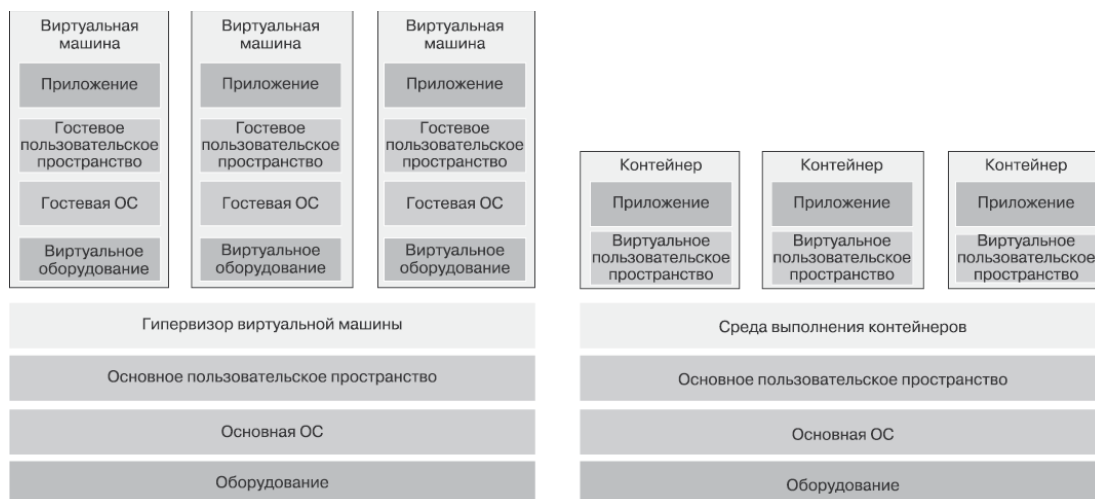 Виртуальная
машина
Приложение
Гостевое
пользовательское
пространство
Гостевая ОС
Виртуальное
оборудование
Виртуальная
машина
Приложение
Гостевое
пользовательское
пространство
Гостевая ОС
Виртуальное
оборудование
Виртуальная
машина
Приложение
Гостевое
пользовательское
пространство
Гостевая ОС
Виртуальное
оборудование
Гипервизор виртуальной машины
Основное пользовательское пространство
Основная ОС
Оборудование
Контейнер
Приложение
Виртуальное
пользовательское
пространство
Контейнер
Приложение
Виртуальное
пользовательское
пространство
Контейнер
Приложение
Виртуальное
пользовательское
пространство
Среда выполнения контейнеров
Основное пользовательское пространство
Основная ОС
Оборудование